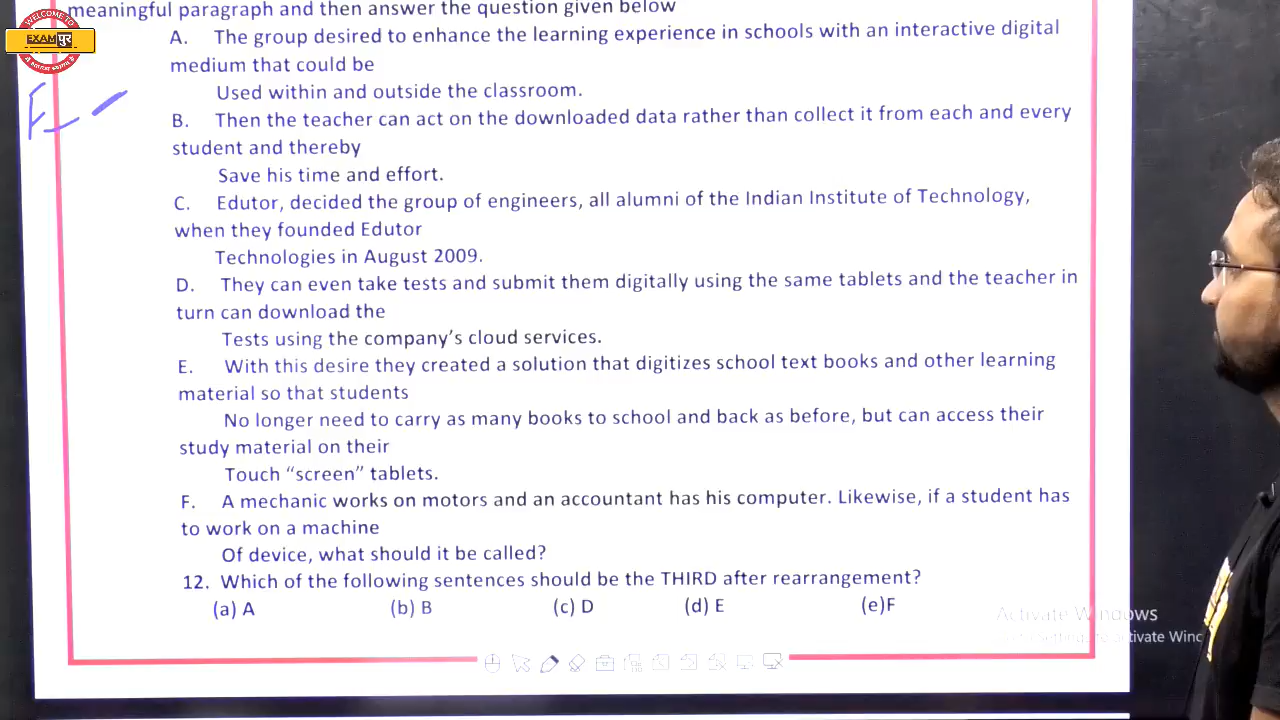 meaningful paragraph and then answer the question given below
WELCOME TO
EXAM पुर
A. The group desired to enhance the learning experience in schools with an interactive digital
medium that could be
Used within and outside the classroom.
F -
B. Then the teacher can act on the downloaded data rather than collect it from each and every
student and thereby
Save his time and effort.
C. Edutor, decided the group of engineers, all alumni of the Indian Institute of Technology,
when they founded Edutor
Technologies in August 2009.
D. They can even take tests and submit them digitally using the same tablets and the teacher in
turn can download the
Tests using the company's cloud services.
E. With this desire they created a solution that digitizes school text books and other learning
material so that students
No longer need to carry as many books to school and back as before, but can access their
study material on their
Touch “screen” tablets.
F. A mechanic works on motors and an accountant has his computer. Likewise, if a student has
to work on a machine
Of device, what should it be called?
12. Which of the following sentences should be the THIRD after rearrangement?
(a) A (b) B (c) D (d) E (e)F
Activate Windows